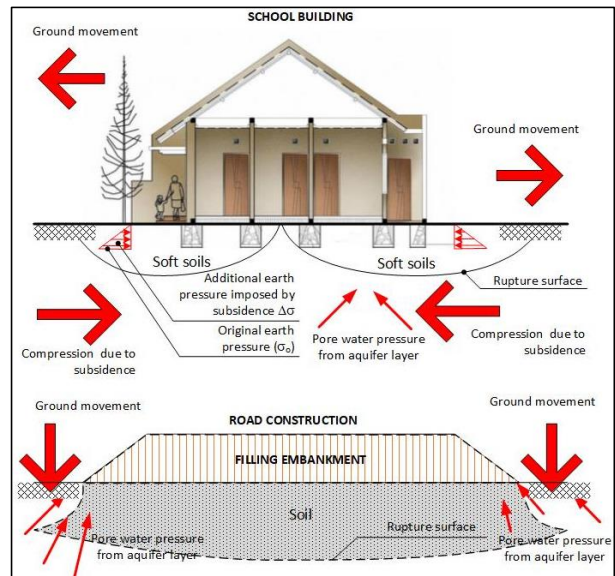 SCHOOL BUILDING
Ground movement
Ground movement
Soft soils
Soft soils
Additional earth
pressure imposed by
subsidence Δσ
Original earth
pressure (σₒ)
Rupture surface
Pore water pressure
from aquifer layer
Compression due to
subsidence
Compression due to
subsidence
Ground movement
Ground movement
ROAD CONSTRUCTION
FILLING EMBANKMENT
Soil
Rupture surface
Pore water pressure
from aquifer layer
Pore water pressure
from aquifer layer